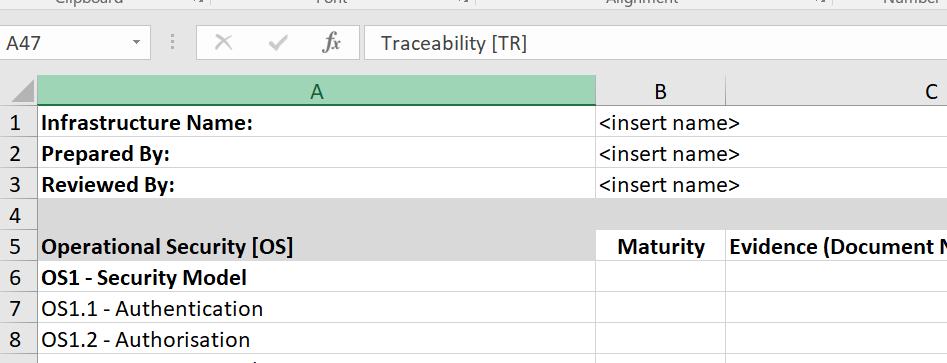 Clipboard Font Alignment Number
A47 fx Traceability [TR]
A B C
1 Infrastructure Name: <insert name>
2 Prepared By: <insert name>
3 Reviewed By: <insert name>
4
5 Operational Security [OS] Maturity Evidence (Document
6 OS1 - Security Model
7 OS1.1 - Authentication
8 OS1.2 - Authorisation